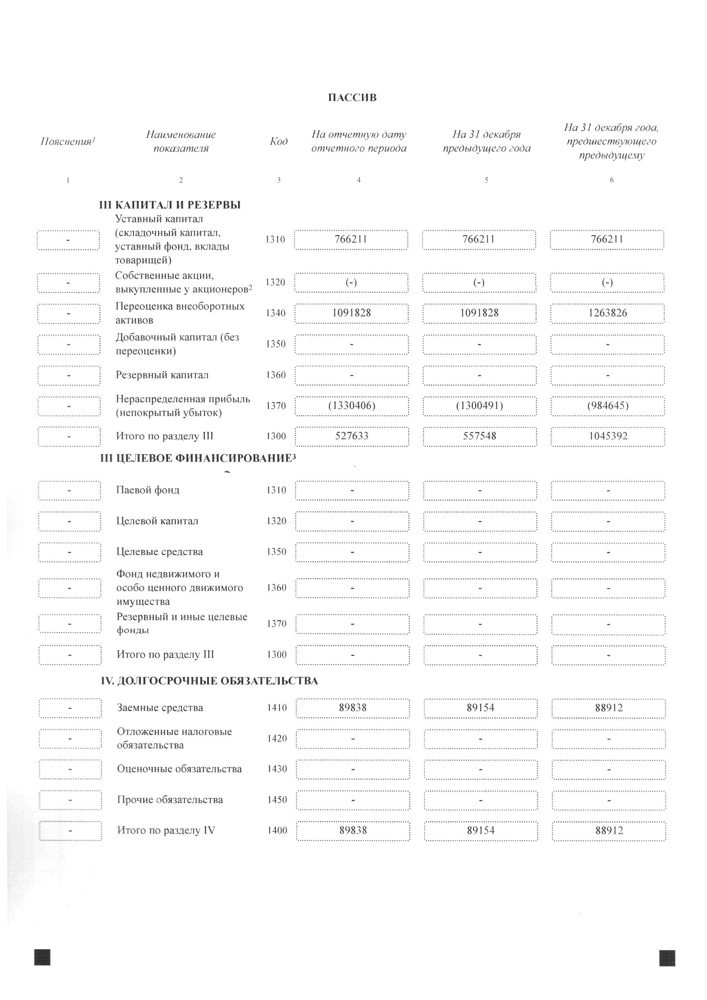 ПАССИВ
Пояснения1 Наименование показателя Код На отчетную дату отчетного периода На 31 декабря предыдущего года На 31 декабря года, предшествующего предыдущему
1 2 3 4 5 6
III КАПИТАЛ И РЕЗЕРВЫ
- Уставный капитал (складочный капитал, уставный фонд, вклады товарищей) 1310 766211 766211 766211
- Собственные акции, выкупленные у акционеров2 1320 (-) (-) (-)
- Переоценка внеоборотных активов 1340 1091828 1091828 1263826
- Добавочный капитал (без переоценки) 1350 - - -
- Резервный капитал 1360 - - -
- Нераспределенная прибыль (непокрытый убыток) 1370 (1330406) (1300491) (984645)
- Итого по разделу III 1300 527633 557548 1045392
III ЦЕЛЕВОЕ ФИНАНСИРОВАНИЕ3
- Паевой фонд 1310 - - -
- Целевой капитал 1320 - - -
- Целевые средства 1350 - - -
- Фонд недвижимого и особо ценного движимого имущества 1360 - - -
- Резервный и иные целевые фонды 1370 - - -
- Итого по разделу III 1300 - - -
IV. ДОЛГОСРОЧНЫЕ ОБЯЗАТЕЛЬСТВА
- Заемные средства 1410 89838 89154 88912
- Отложенные налоговые обязательства 1420 - - -
- Оценочные обязательства 1430 - - -
- Прочие обязательства 1450 - - -
- Итого по разделу IV 1400 89838 89154 88912